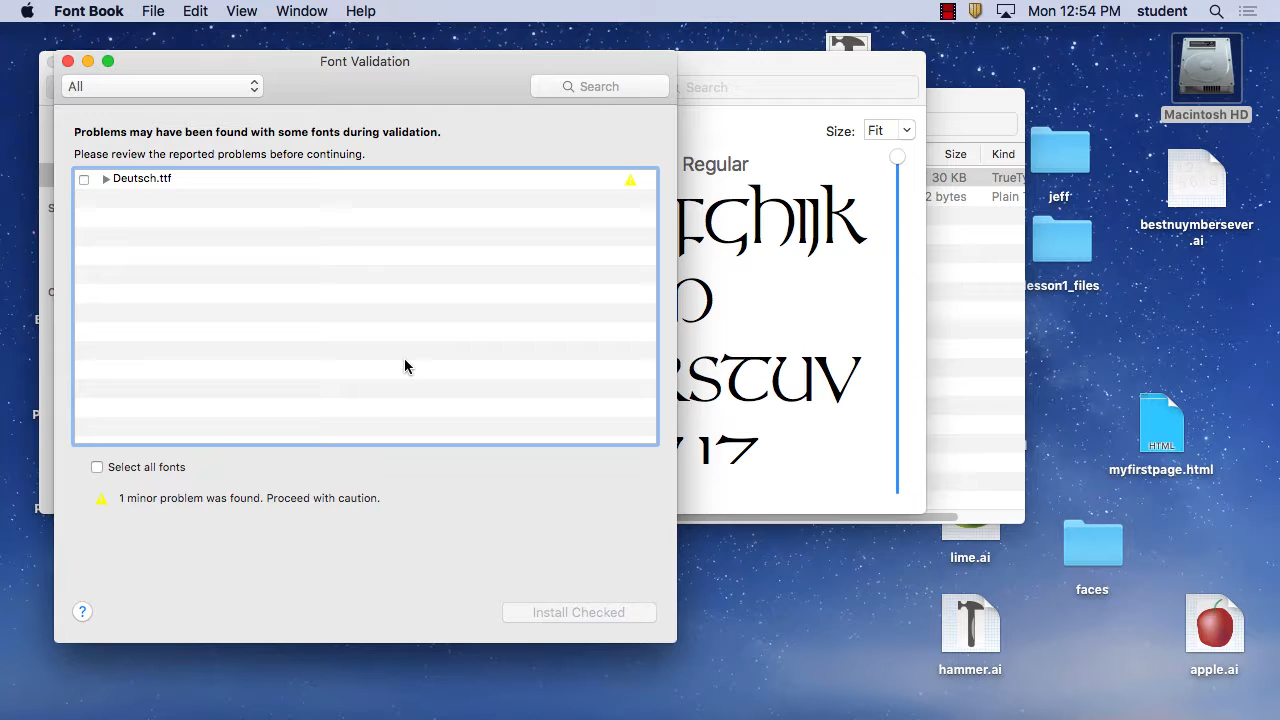 Font Book File Edit View Window Help Mon 12:54 PM student
Font Validation
All
Search
Search
Problems may have been found with some fonts during validation.
Please review the reported problems before continuing.
Deutsch.ttf
Select all fonts
1 minor problem was found. Proceed with caution.
?
Install Checked
Size: Fit
Regular
GHIJK
RSTUV
Size Kind
30 KB TrueTy
2 bytes Plain
Macintosh HD
jeff
bestnuymbersever
.ai
lesson1_files
HTML
myfirstpage.html
lime.ai
faces
hammer.ai
apple.ai